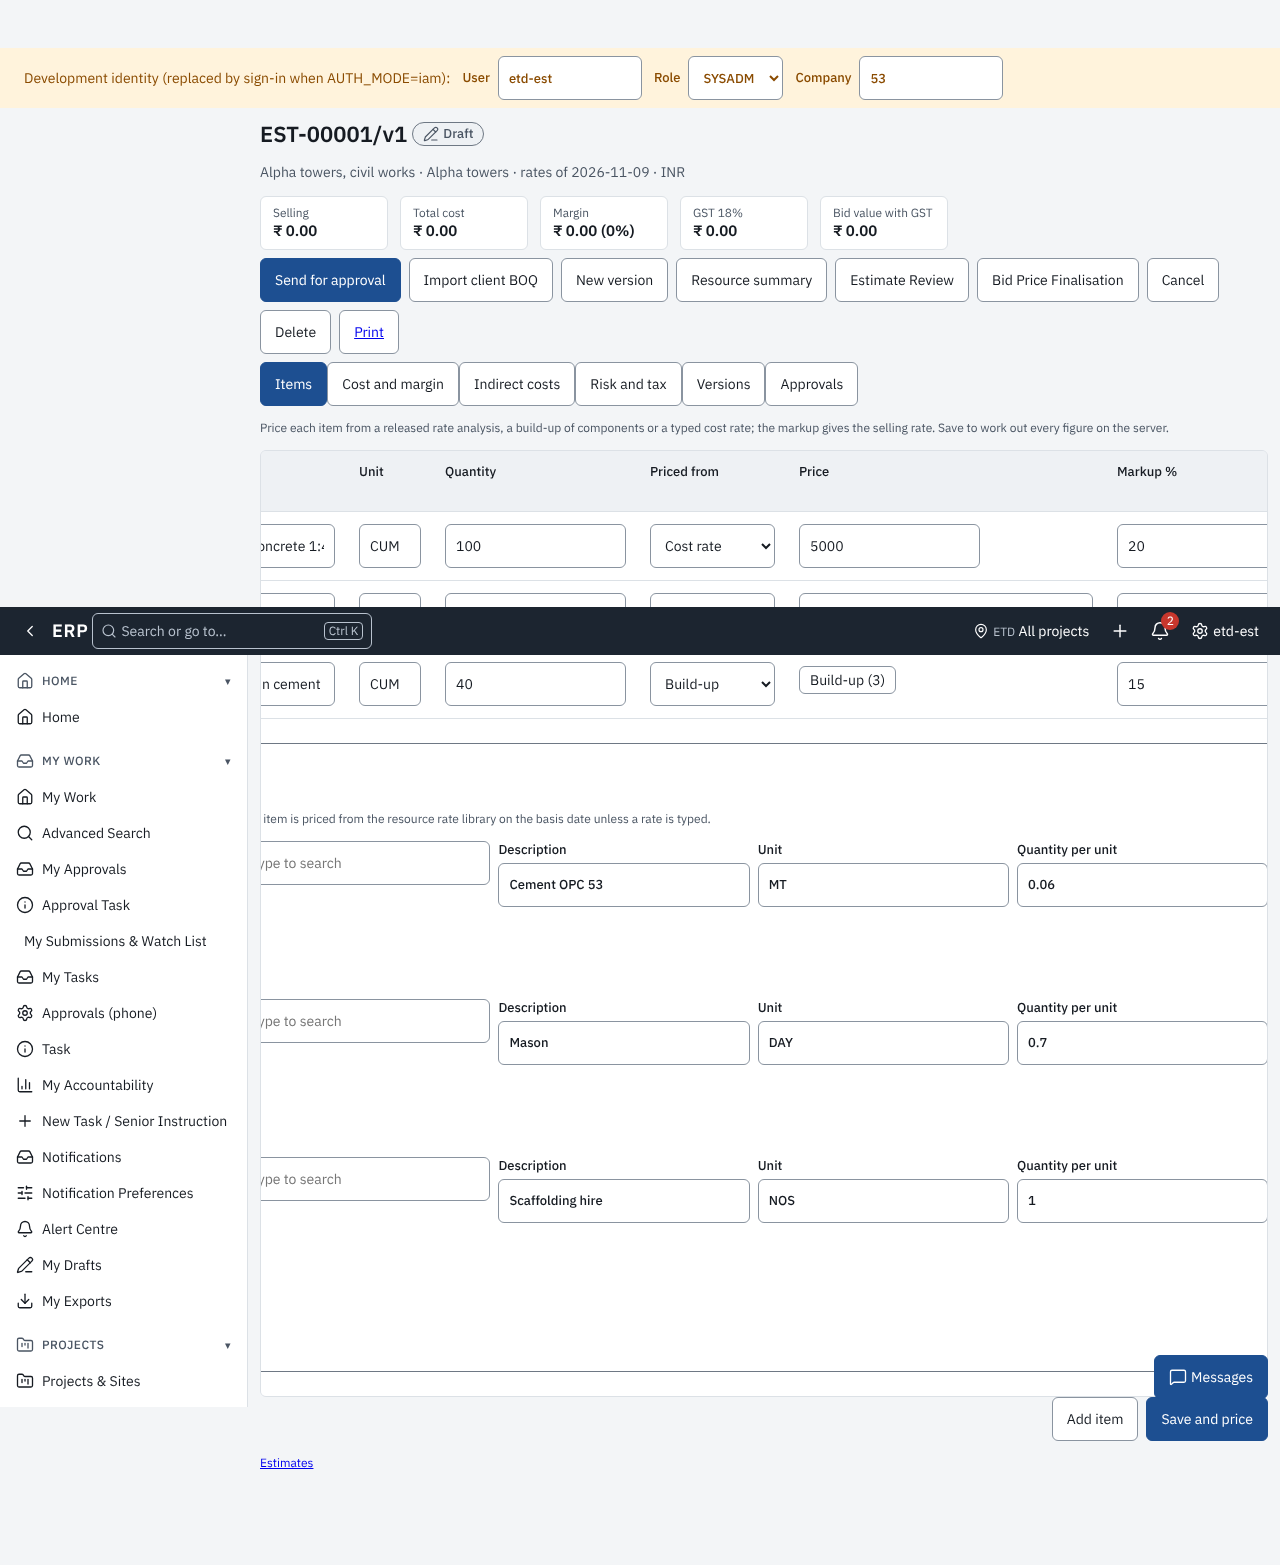 Development identity (replaced by sign-in when AUTH_MODE=iam): User etd-est Role SYSADM Company 53
EST-00001/v1 Draft
Alpha towers, civil works · Alpha towers · rates of 2026-11-09 · INR
Selling Total cost Margin GST 18% Bid value with GST
₹ 0.00 ₹ 0.00 ₹ 0.00 (0%) ₹ 0.00 ₹ 0.00
Send for approval Import client BOQ New version Resource summary Estimate Review Bid Price Finalisation Cancel
Delete Print
Items Cost and margin Indirect costs Risk and tax Versions Approvals
Price each item from a released rate analysis, a build-up of components or a typed cost rate; the markup gives the selling rate. Save to work out every figure on the server.
Unit Quantity Priced from Price Markup %
oncrete 1:4 CUM 100 Cost rate 5000 20
ERP Search or go to... Ctrl K ETD All projects 2 etd-est
n cement CUM 40 Build-up Build-up (3) 15
item is priced from the resource rate library on the basis date unless a rate is typed.
Description Unit Quantity per unit
ype to search Cement OPC 53 MT 0.06
Description Unit Quantity per unit
ype to search Mason DAY 0.7
Description Unit Quantity per unit
ype to search Scaffolding hire NOS 1
HOME
Home
MY WORK
My Work
Advanced Search
My Approvals
Approval Task
My Submissions & Watch List
My Tasks
Approvals (phone)
Task
My Accountability
New Task / Senior Instruction
Notifications
Notification Preferences
Alert Centre
My Drafts
My Exports
PROJECTS
Projects & Sites
Messages
Add item Save and price
Estimates